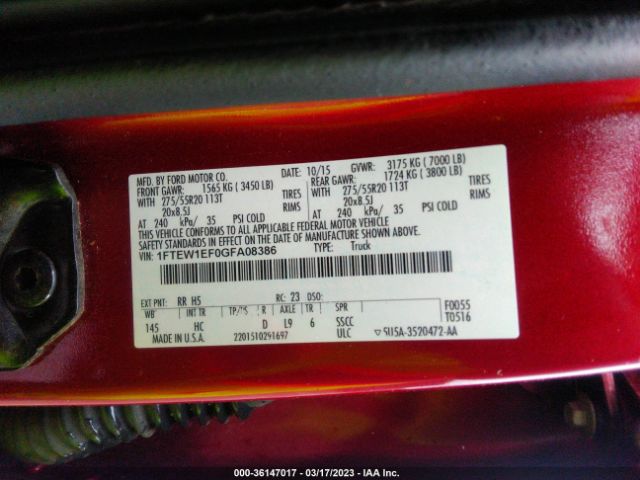 MFD. BY FORD MOTOR CO. DATE: 10/15 GVWR: 3175 KG ( 7000 LB)
FRONT GAWR: 1565 KG ( 3450 LB) REAR GAWR: 1724 KG ( 3800 LB)
WITH 275/55R20 113T TIRES WITH 275/55R20 113T TIRES
20x8.5J RIMS 20x8.5J RIMS
AT 240 kPa/ 35 PSI COLD AT 240 kPa/ 35 PSI COLD
THIS VEHICLE CONFORMS TO ALL APPLICABLE FEDERAL MOTOR VEHICLE
SAFETY AND THEFT PREVENTION STANDARDS IN EFFECT ON THE DATE OF MANUFACTURE SHOWN ABOVE.
VIN: 1FTEW1EF0GFA08386 TYPE: Truck
EXT PNT: RR H5 RC: 23 DSO: F0055
WB INT TR TP/PS R AXLE TR SPR T0516
145 HC D L9 6 SSCC
MADE IN U.S.A. 2201510291697 ULC 5U5A-3520472-AA
000-36147017 - 03/17/2023 - IAA Inc.